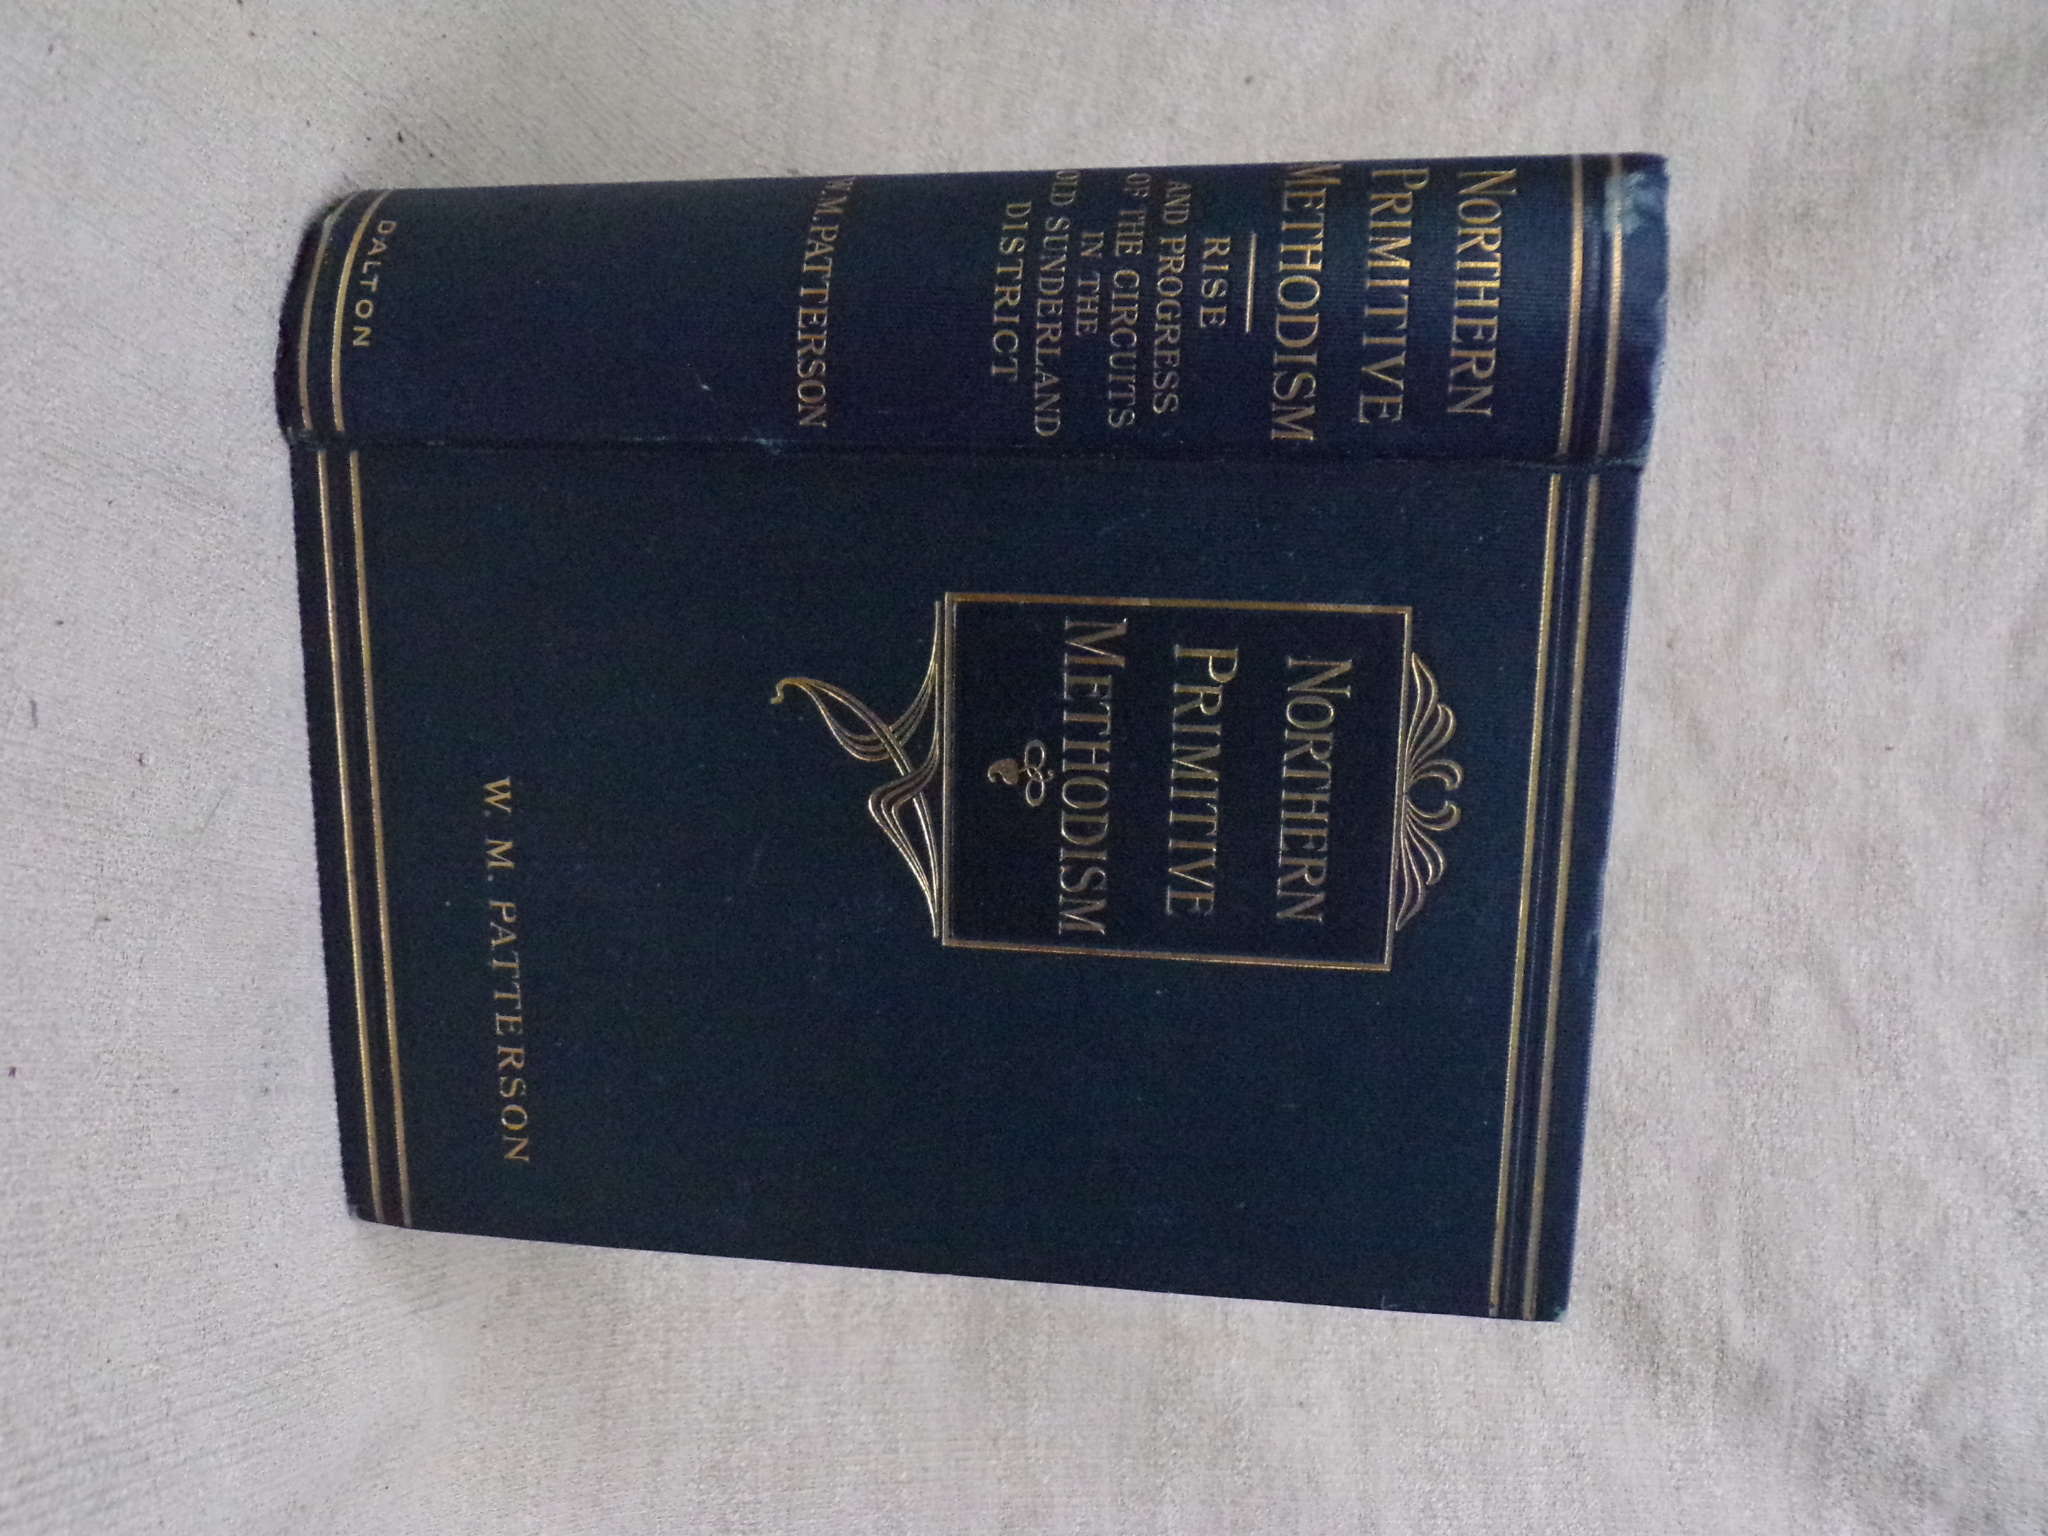 NORTHERN
PRIMITIVE
METHODISM
RISE
AND PROGRESS
OF THE CIRCUITS
IN THE
OLD SUNDERLAND
DISTRICT
W.M. PATTERSON
DALTON
NORTHERN
PRIMITIVE
METHODISM
W. M. PATTERSON